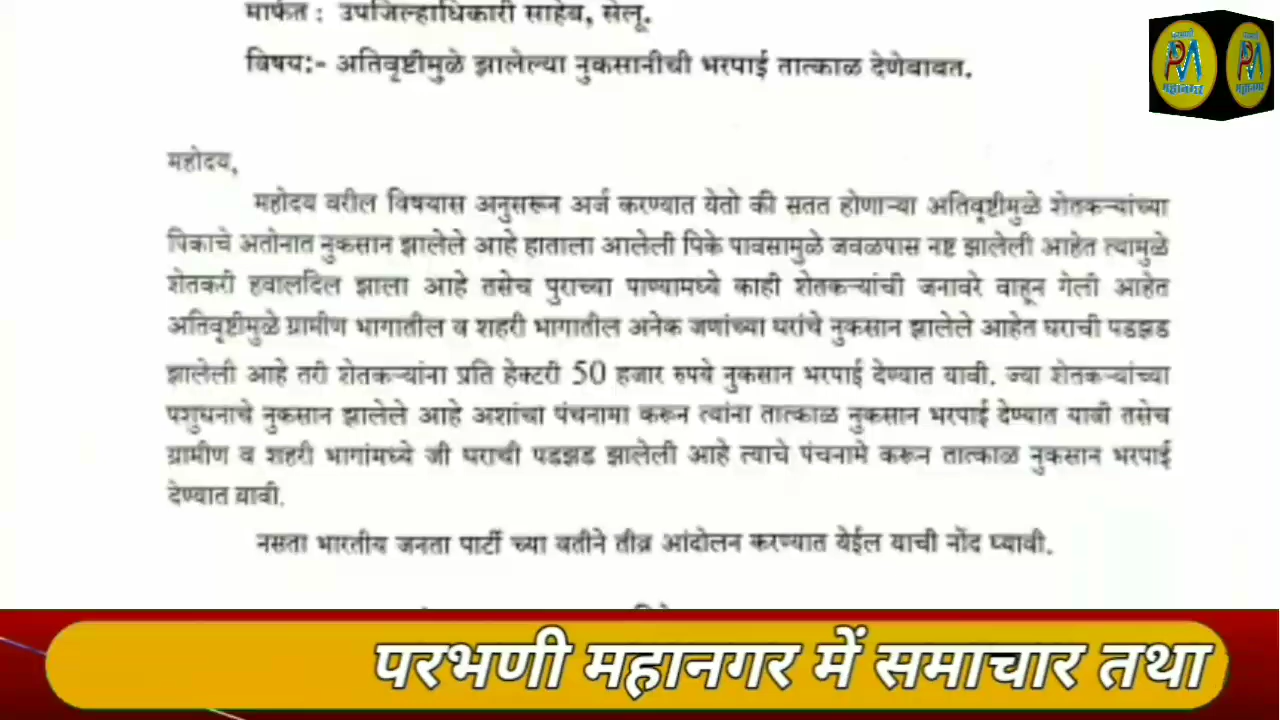 मार्फत : उपजिल्हाधिकारी साहेब, सेलू.
विषय:- अतिवृष्टीमुळे झालेल्या नुकसानीची भरपाई तात्काळ देणेबाबत.
महोदय,
महोदय वरील विषयास अनुसरून अर्ज करण्यात येतो की सतत होणाऱ्या अतिवृष्टीमुळे शेतकऱ्यांच्या
पिकाचे अतोनात नुकसान झालेले आहे हाताला आलेली पिके पावसामुळे जवळपास नष्ट झालेली आहेत त्यामुळे
शेतकरी हवालदिल झाला आहे तसेच पुराच्या पाण्यामध्ये काही शेतकऱ्यांची जनावरे वाहून गेली आहेत
अतिवृष्टीमुळे ग्रामीण भागातील व शहरी भागातील अनेक जणांच्या घरांचे नुकसान झालेले आहेत घराची पडझड
झालेली आहे तरी शेतकऱ्यांना प्रति हेक्टरी 50 हजार रुपये नुकसान भरपाई देण्यात यावी. ज्या शेतकऱ्यांच्या
पशुधनाचे नुकसान झालेले आहे अशांचा पंचनामा करून त्यांना तात्काळ नुकसान भरपाई देण्यात यावी तसेच
ग्रामीण व शहरी भागांमध्ये जी घराची पडझड झालेली आहे त्याचे पंचनामे करून तात्काळ नुकसान भरपाई
देण्यात यावी.
नसता भारतीय जनता पार्टी च्या वतीने तीव्र आंदोलन करण्यात येईल याची नोंद घ्यावी.
परभणी महानगर में समाचार तथा